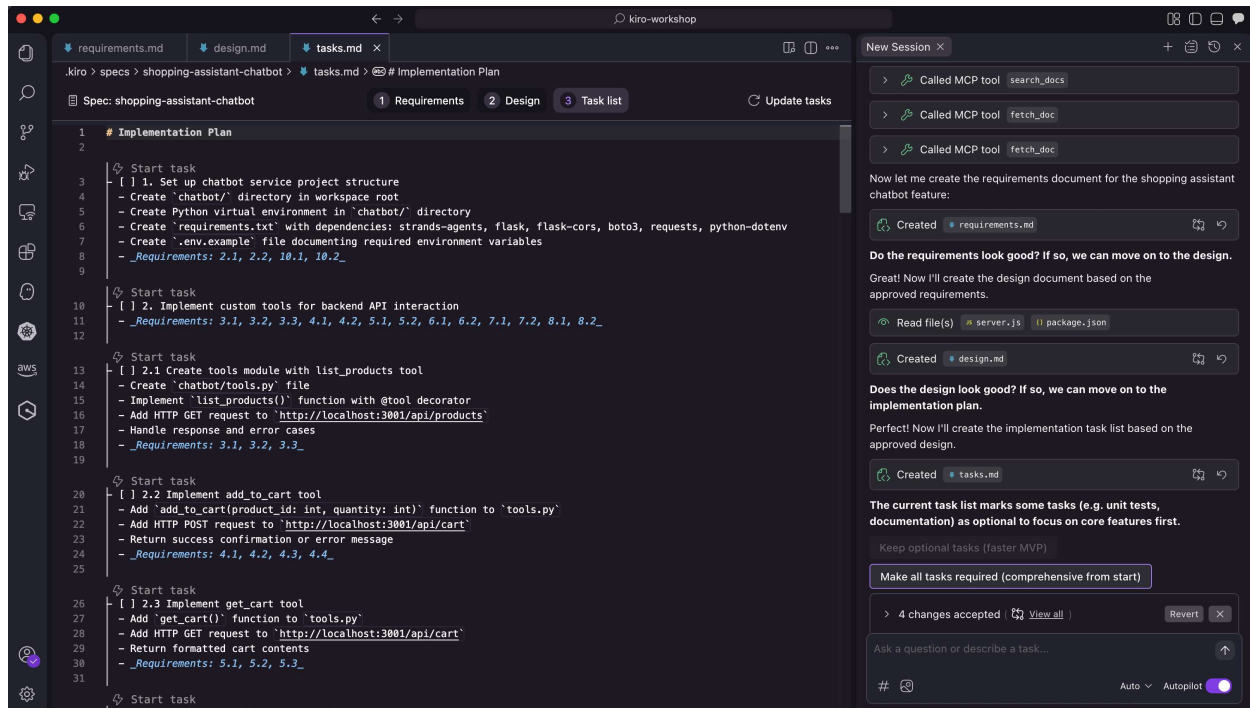 kiro-workshop
requirements.md
design.md
tasks.md
.kiro > specs > shopping-assistant-chatbot > tasks.md > abc # Implementation Plan
Spec: shopping-assistant-chatbot
1 Requirements
2 Design
3 Task list
Update tasks
1 # Implementation Plan
2
Start task
3 - [ ] 1. Set up chatbot service project structure
4 - Create `chatbot/` directory in workspace root
5 - Create Python virtual environment in `chatbot/` directory
6 - Create `requirements.txt` with dependencies: strands-agents, flask, flask-cors, boto3, requests, python-dotenv
7 - Create `.env.example` file documenting required environment variables
8 - _Requirements: 2.1, 2.2, 10.1, 10.2_
9
Start task
10 - [ ] 2. Implement custom tools for backend API interaction
11 - _Requirements: 3.1, 3.2, 3.3, 4.1, 4.2, 5.1, 5.2, 6.1, 6.2, 7.1, 7.2, 8.1, 8.2_
12
Start task
13 - [ ] 2.1 Create tools module with list_products tool
14 - Create `chatbot/tools.py` file
15 - Implement `list_products()` function with @tool decorator
16 - Add HTTP GET request to `http://localhost:3001/api/products`
17 - Handle response and error cases
18 - _Requirements: 3.1, 3.2, 3.3_
19
Start task
20 - [ ] 2.2 Implement add_to_cart tool
21 - Add `add_to_cart(product_id: int, quantity: int)` function to `tools.py`
22 - Add HTTP POST request to `http://localhost:3001/api/cart`
23 - Return success confirmation or error message
24 - _Requirements: 4.1, 4.2, 4.3, 4.4_
25
Start task
26 - [ ] 2.3 Implement get_cart tool
27 - Add `get_cart()` function to `tools.py`
28 - Add HTTP GET request to `http://localhost:3001/api/cart`
29 - Return formatted cart contents
30 - _Requirements: 5.1, 5.2, 5.3_
31
Start task
aws
New Session
Called MCP tool search_docs
Called MCP tool fetch_doc
Called MCP tool fetch_doc
Now let me create the requirements document for the shopping assistant
chatbot feature:
Created requirements.md
Do the requirements look good? If so, we can move on to the design.
Great! Now I'll create the design document based on the
approved requirements.
Read file(s) JS server.js {} package.json
Created design.md
Does the design look good? If so, we can move on to the
implementation plan.
Perfect! Now I'll create the implementation task list based on the
approved design.
Created tasks.md
The current task list marks some tasks (e.g. unit tests,
documentation) as optional to focus on core features first.
Keep optional tasks (faster MVP)
Make all tasks required (comprehensive from start)
4 changes accepted ( View all )
Revert
Ask a question or describe a task...
#
Auto
Autopilot